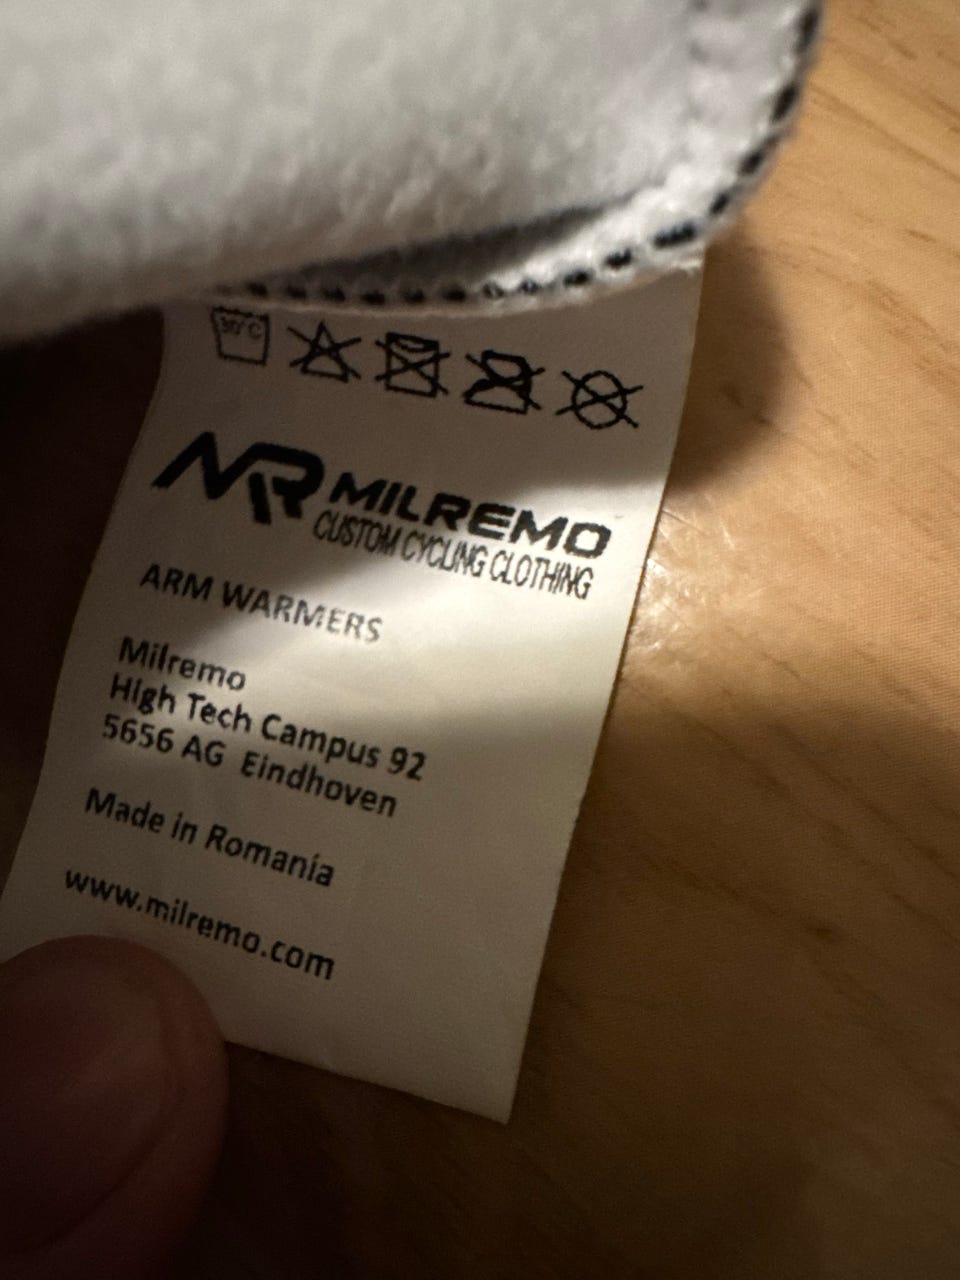 30°C
MR MILREMO
CUSTOM CYCLING CLOTHING
ARM WARMERS
Milremo
High Tech Campus 92
5656 AG Eindhoven
Made in Romania
www.milremo.com